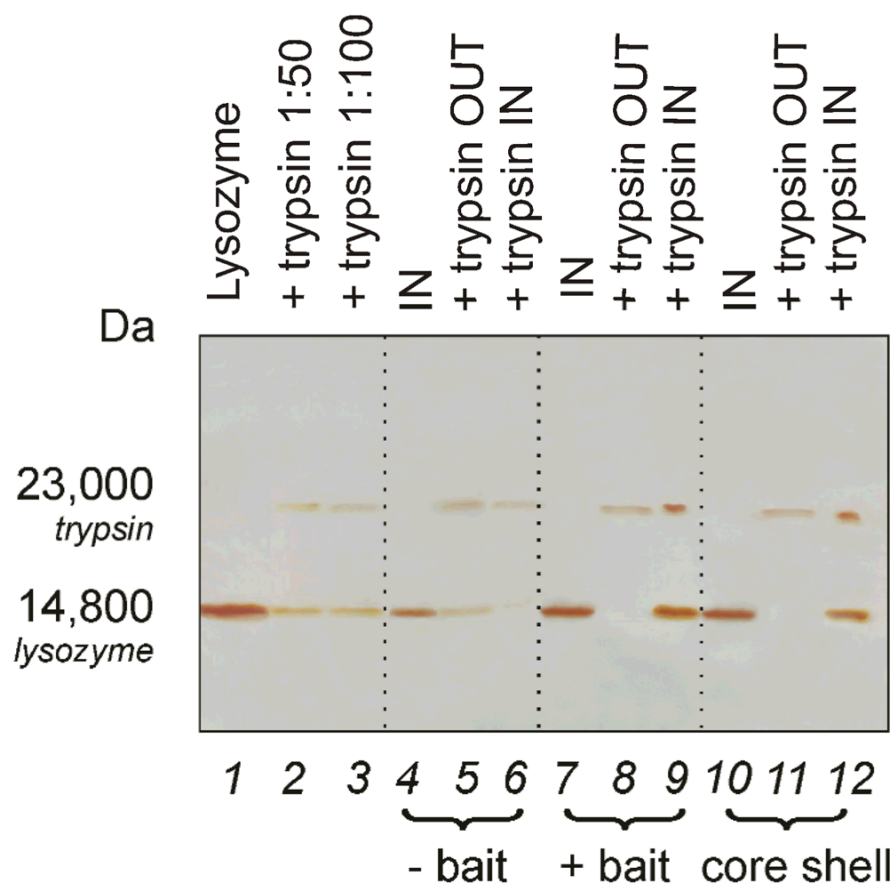 Lysozyme
+ trypsin 1:50
+ trypsin 1:100
IN
+ trypsin OUT
+ trypsin IN
IN
+ trypsin OUT
+ trypsin IN
IN
+ trypsin OUT
+ trypsin IN
Da
23,000
trypsin
14,800
lysozyme
1 2 3 4 5 6 7 8 9 10 11 12
- bait + bait core shell